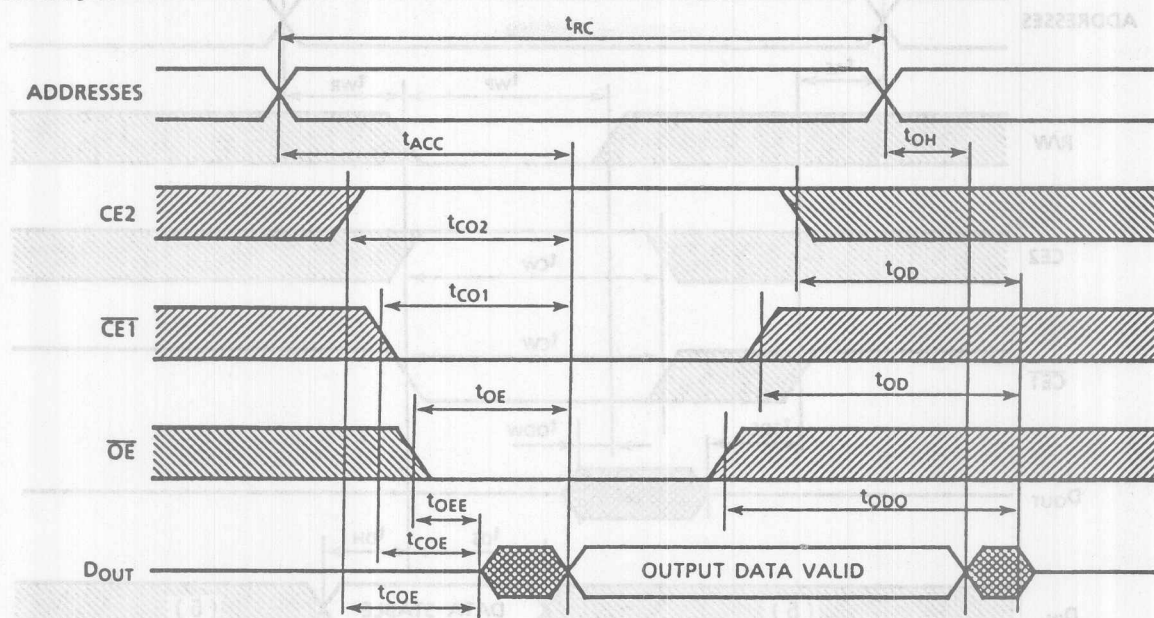 tRC
ADDRESSES
tACC
tOH
CE2
tCO2
tOD
CE1
tCO1
tOD
OE
tOE
tODO
tOEE
tCOE
DOUT
OUTPUT DATA VALID
tCOE